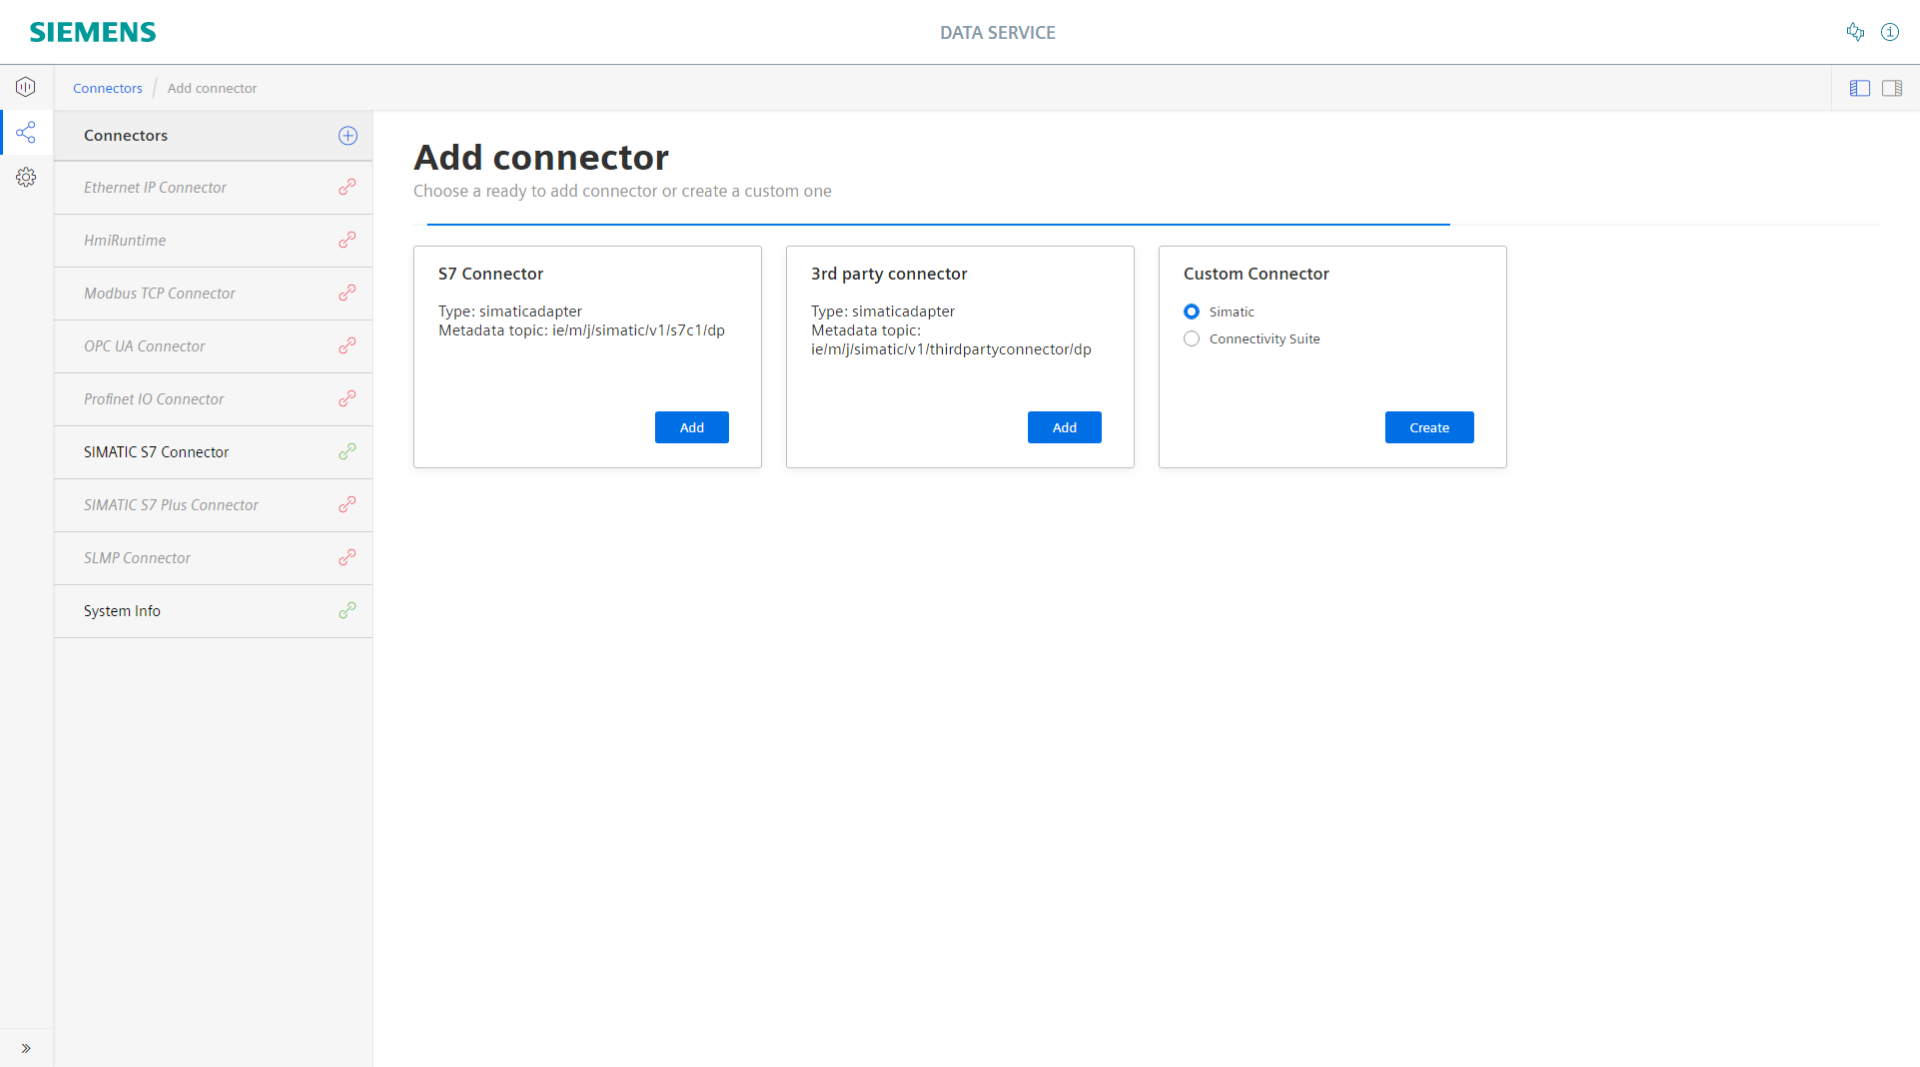 SIEMENS
DATA SERVICE
Connectors
Add connector
Connectors
Ethernet IP Connector
HmiRuntime
Modbus TCP Connector
OPC UA Connector
Profinet IO Connector
SIMATIC S7 Connector
SIMATIC S7 Plus Connector
SLMP Connector
System Info
Add connector
Choose a ready to add connector or create a custom one
S7 Connector
Type: simaticadapter
Metadata topic: ie/m/j/simatic/v1/s7c1/dp
Add
3rd party connector
Type: simaticadapter
Metadata topic:
ie/m/j/simatic/v1/thirdpartyconnector/dp
Add
Custom Connector
Simatic
Connectivity Suite
Create